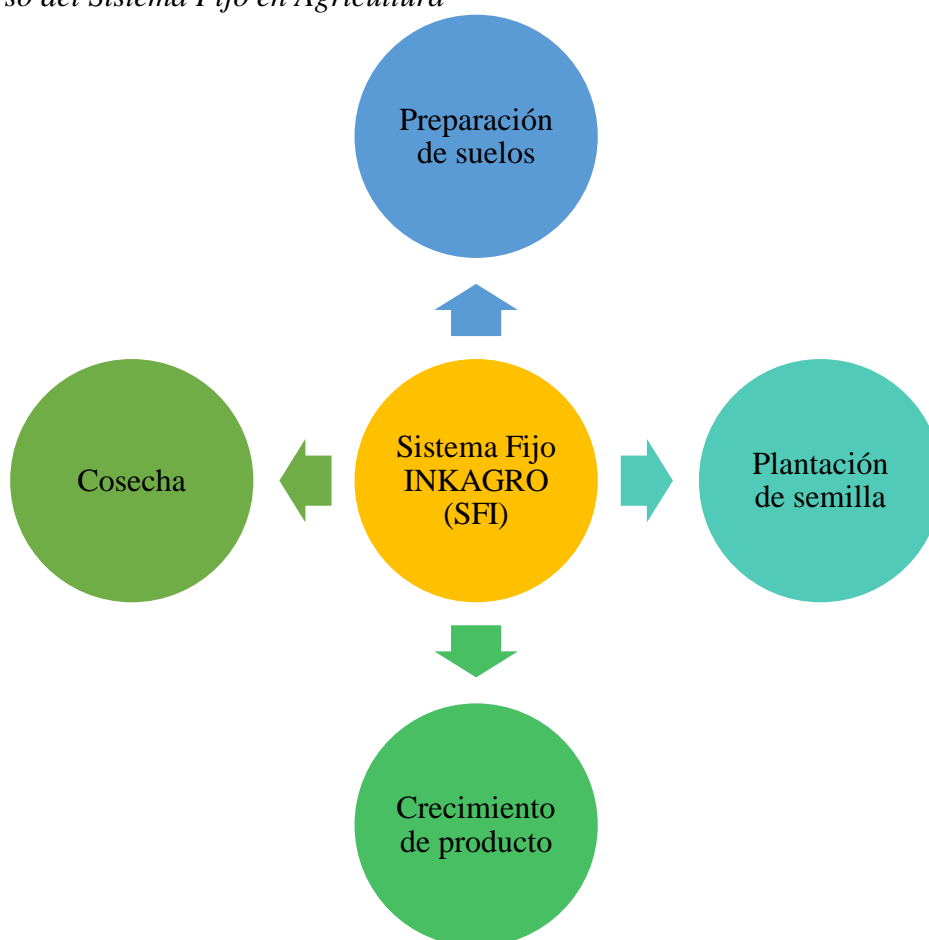 so del Sistema Fijo en Agricultura
Preparación
de suelos
Cosecha
Sistema Fijo
INKAGRO
(SFI)
Plantación
de semilla
Crecimiento
de producto